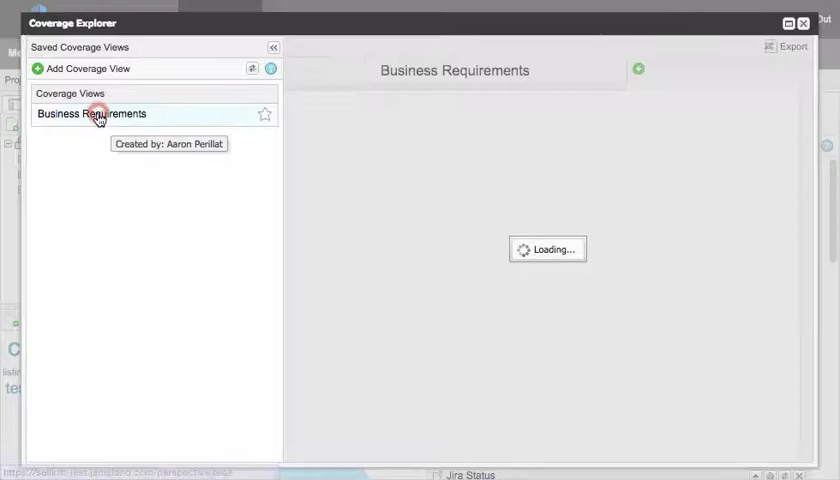 Coverage Explorer
Out
Saved Coverage Views
Export
Add Coverage View
Business Requirements
Coverage Views
Business Requirements
Created by: Aaron Perillat
Loading...
Jira Status